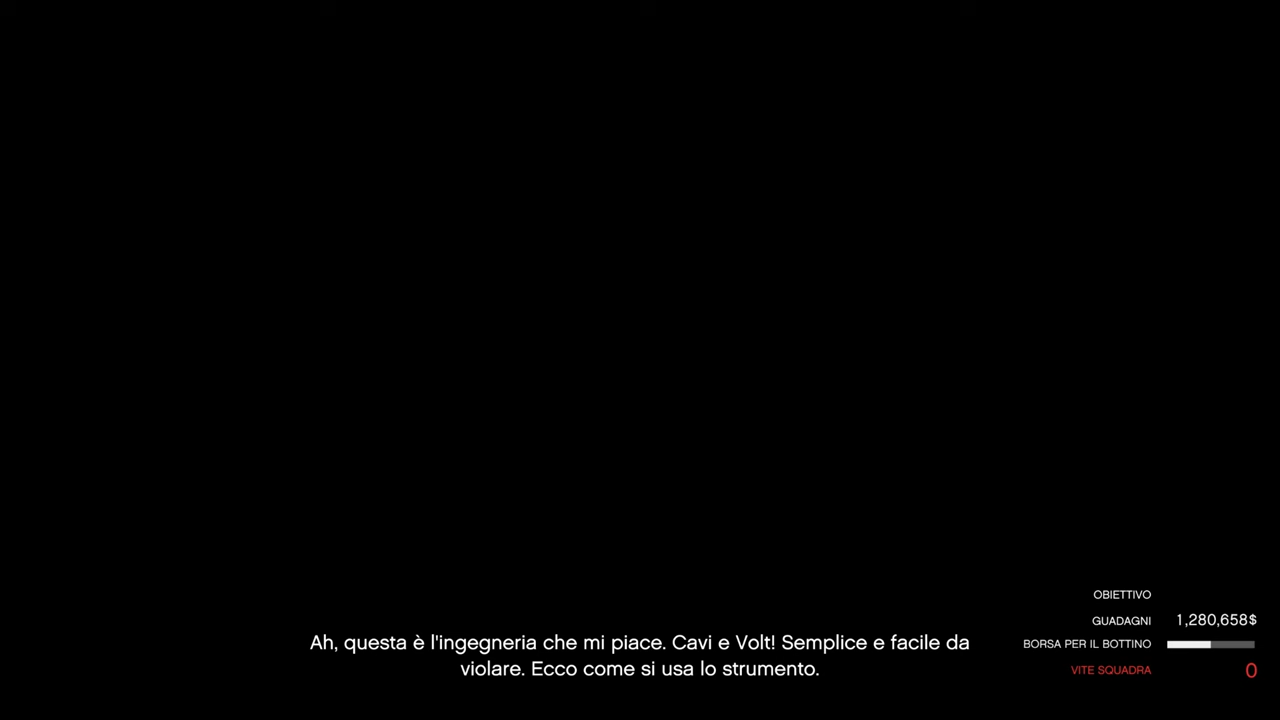 OBIETTIVO
GUADAGNI 1,280,658$
BORSA PER IL BOTTINO
VITE SQUADRA 0
Ah, questa è l'ingegneria che mi piace. Cavi e Volt! Semplice e facile da
violare. Ecco come si usa lo strumento.